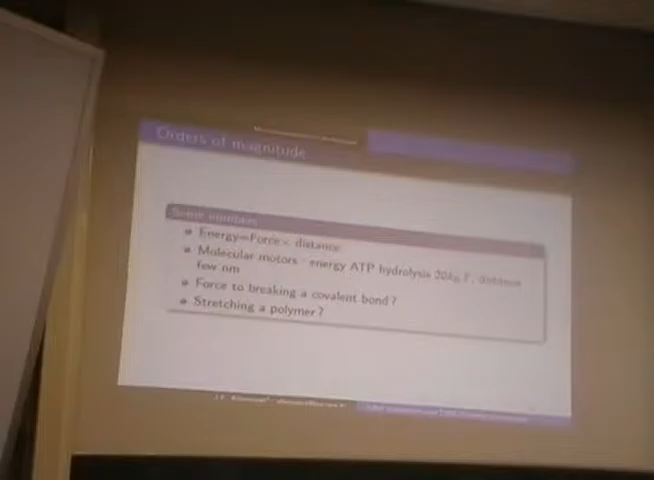 Orders of magnitude
Some numbers
Energy=Force× distance
Molecular motors - energy ATP hydrolysis 20k_B T, distance
few nm
Force to breaking a covalent bond?
Stretching a polymer?